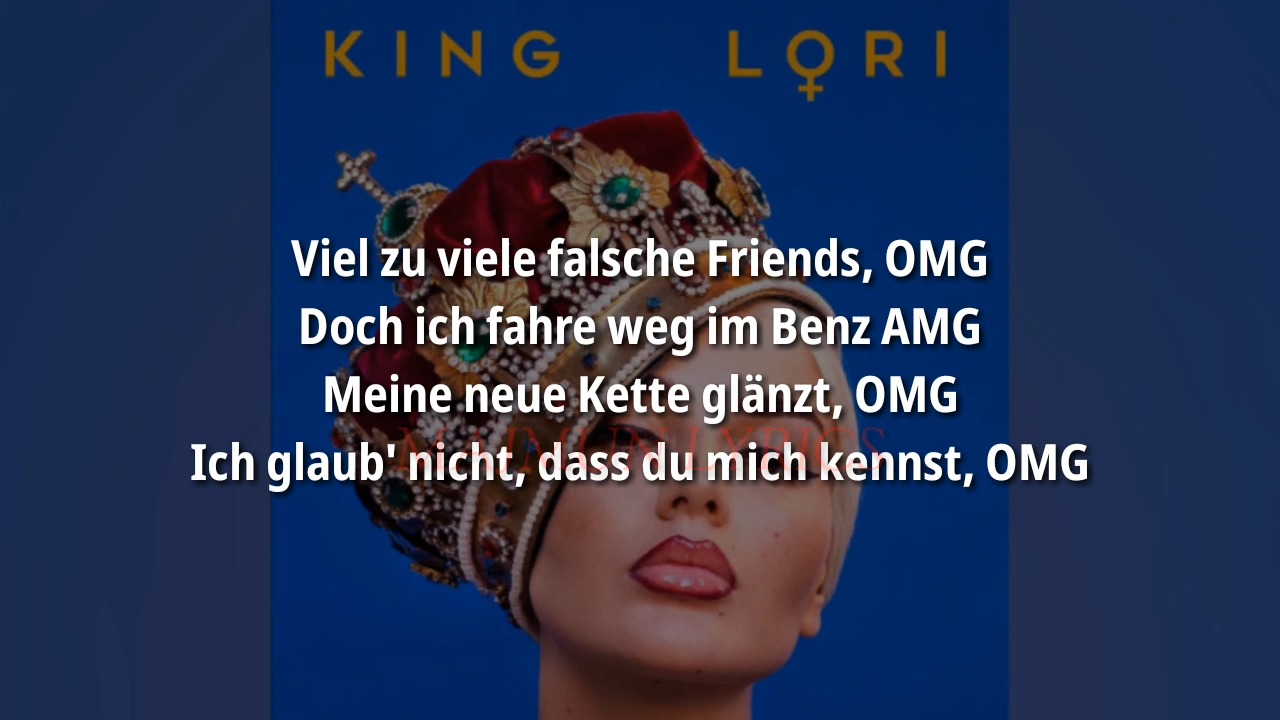 KING LORI
Viel zu viele falsche Friends, OMG
Doch ich fahre weg im Benz AMG
Meine neue Kette glänzt, OMG
Ich glaub' nicht, dass du mich kennst, OMG